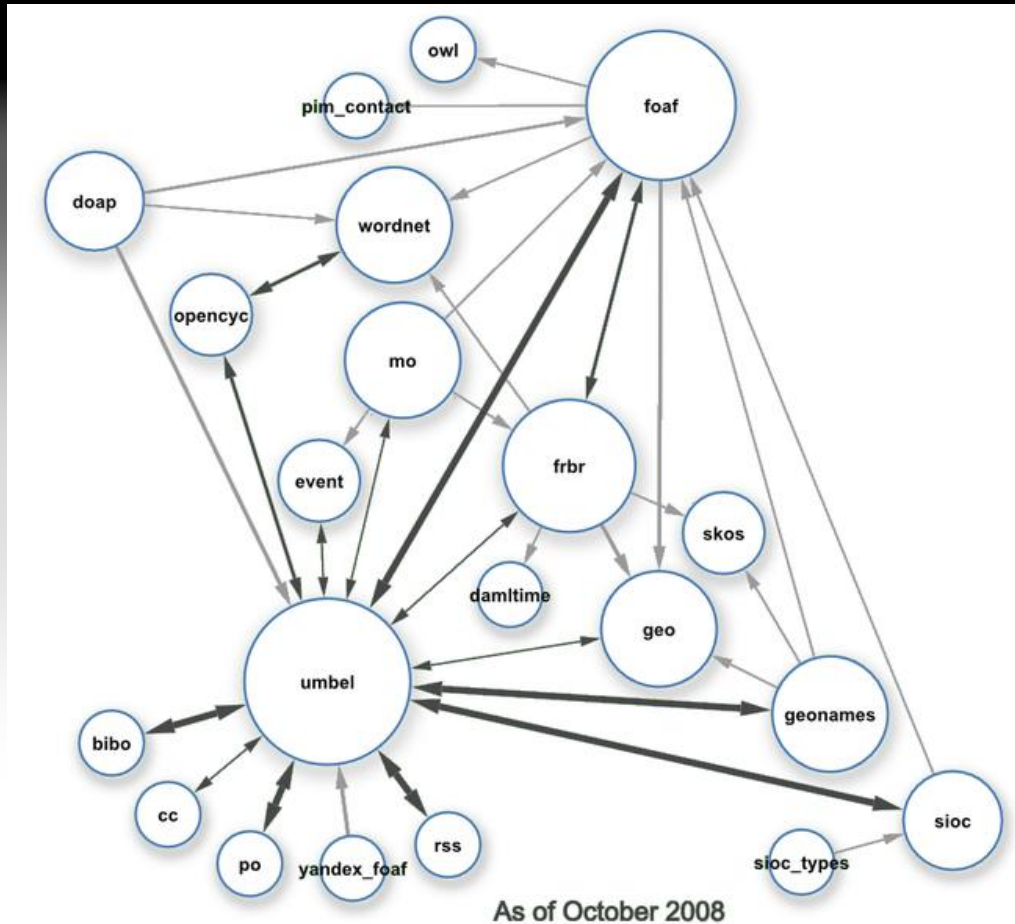 owl
foaf
pim_contact
doap
wordnet
opencyc
mo
frbr
event
skos
damltime
geo
umbel
geonames
bibo
cc
sioc
po
yandex_foaf
rss
sioc_types
As of October 2008